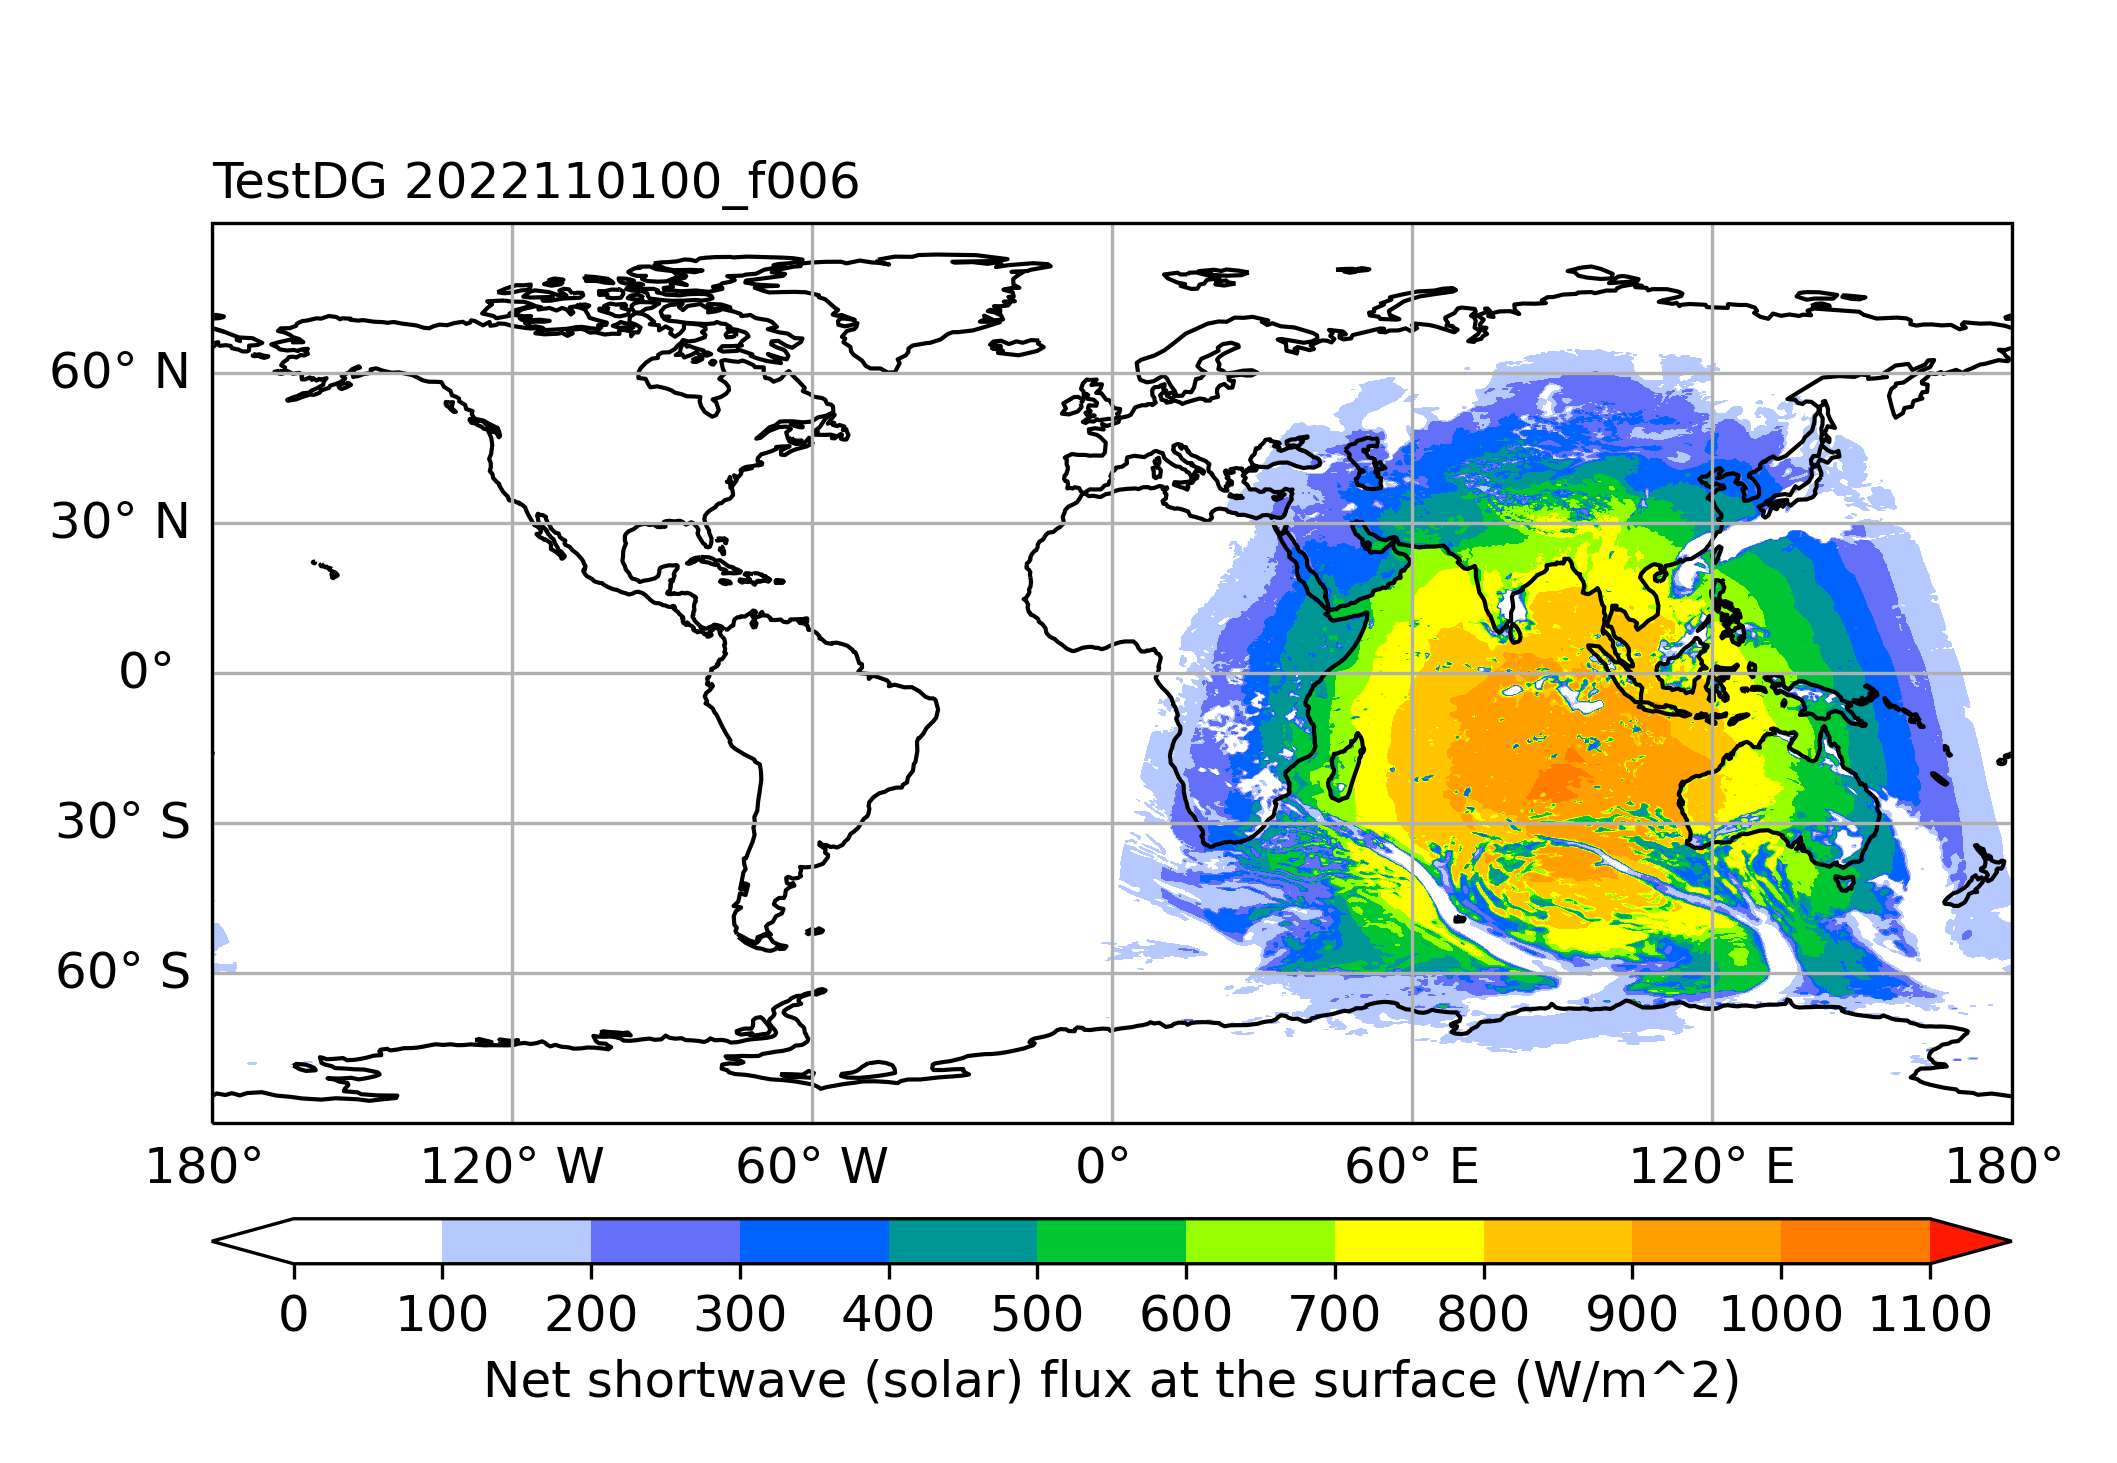 TestDG 2022110100_f006
60° N
30° N
0°
30° S
60° S
180° 120° W 60° W 0° 60° E 120° E 180°
0 100 200 300 400 500 600 700 800 900 1000 1100
Net shortwave (solar) flux at the surface (W/m^2)